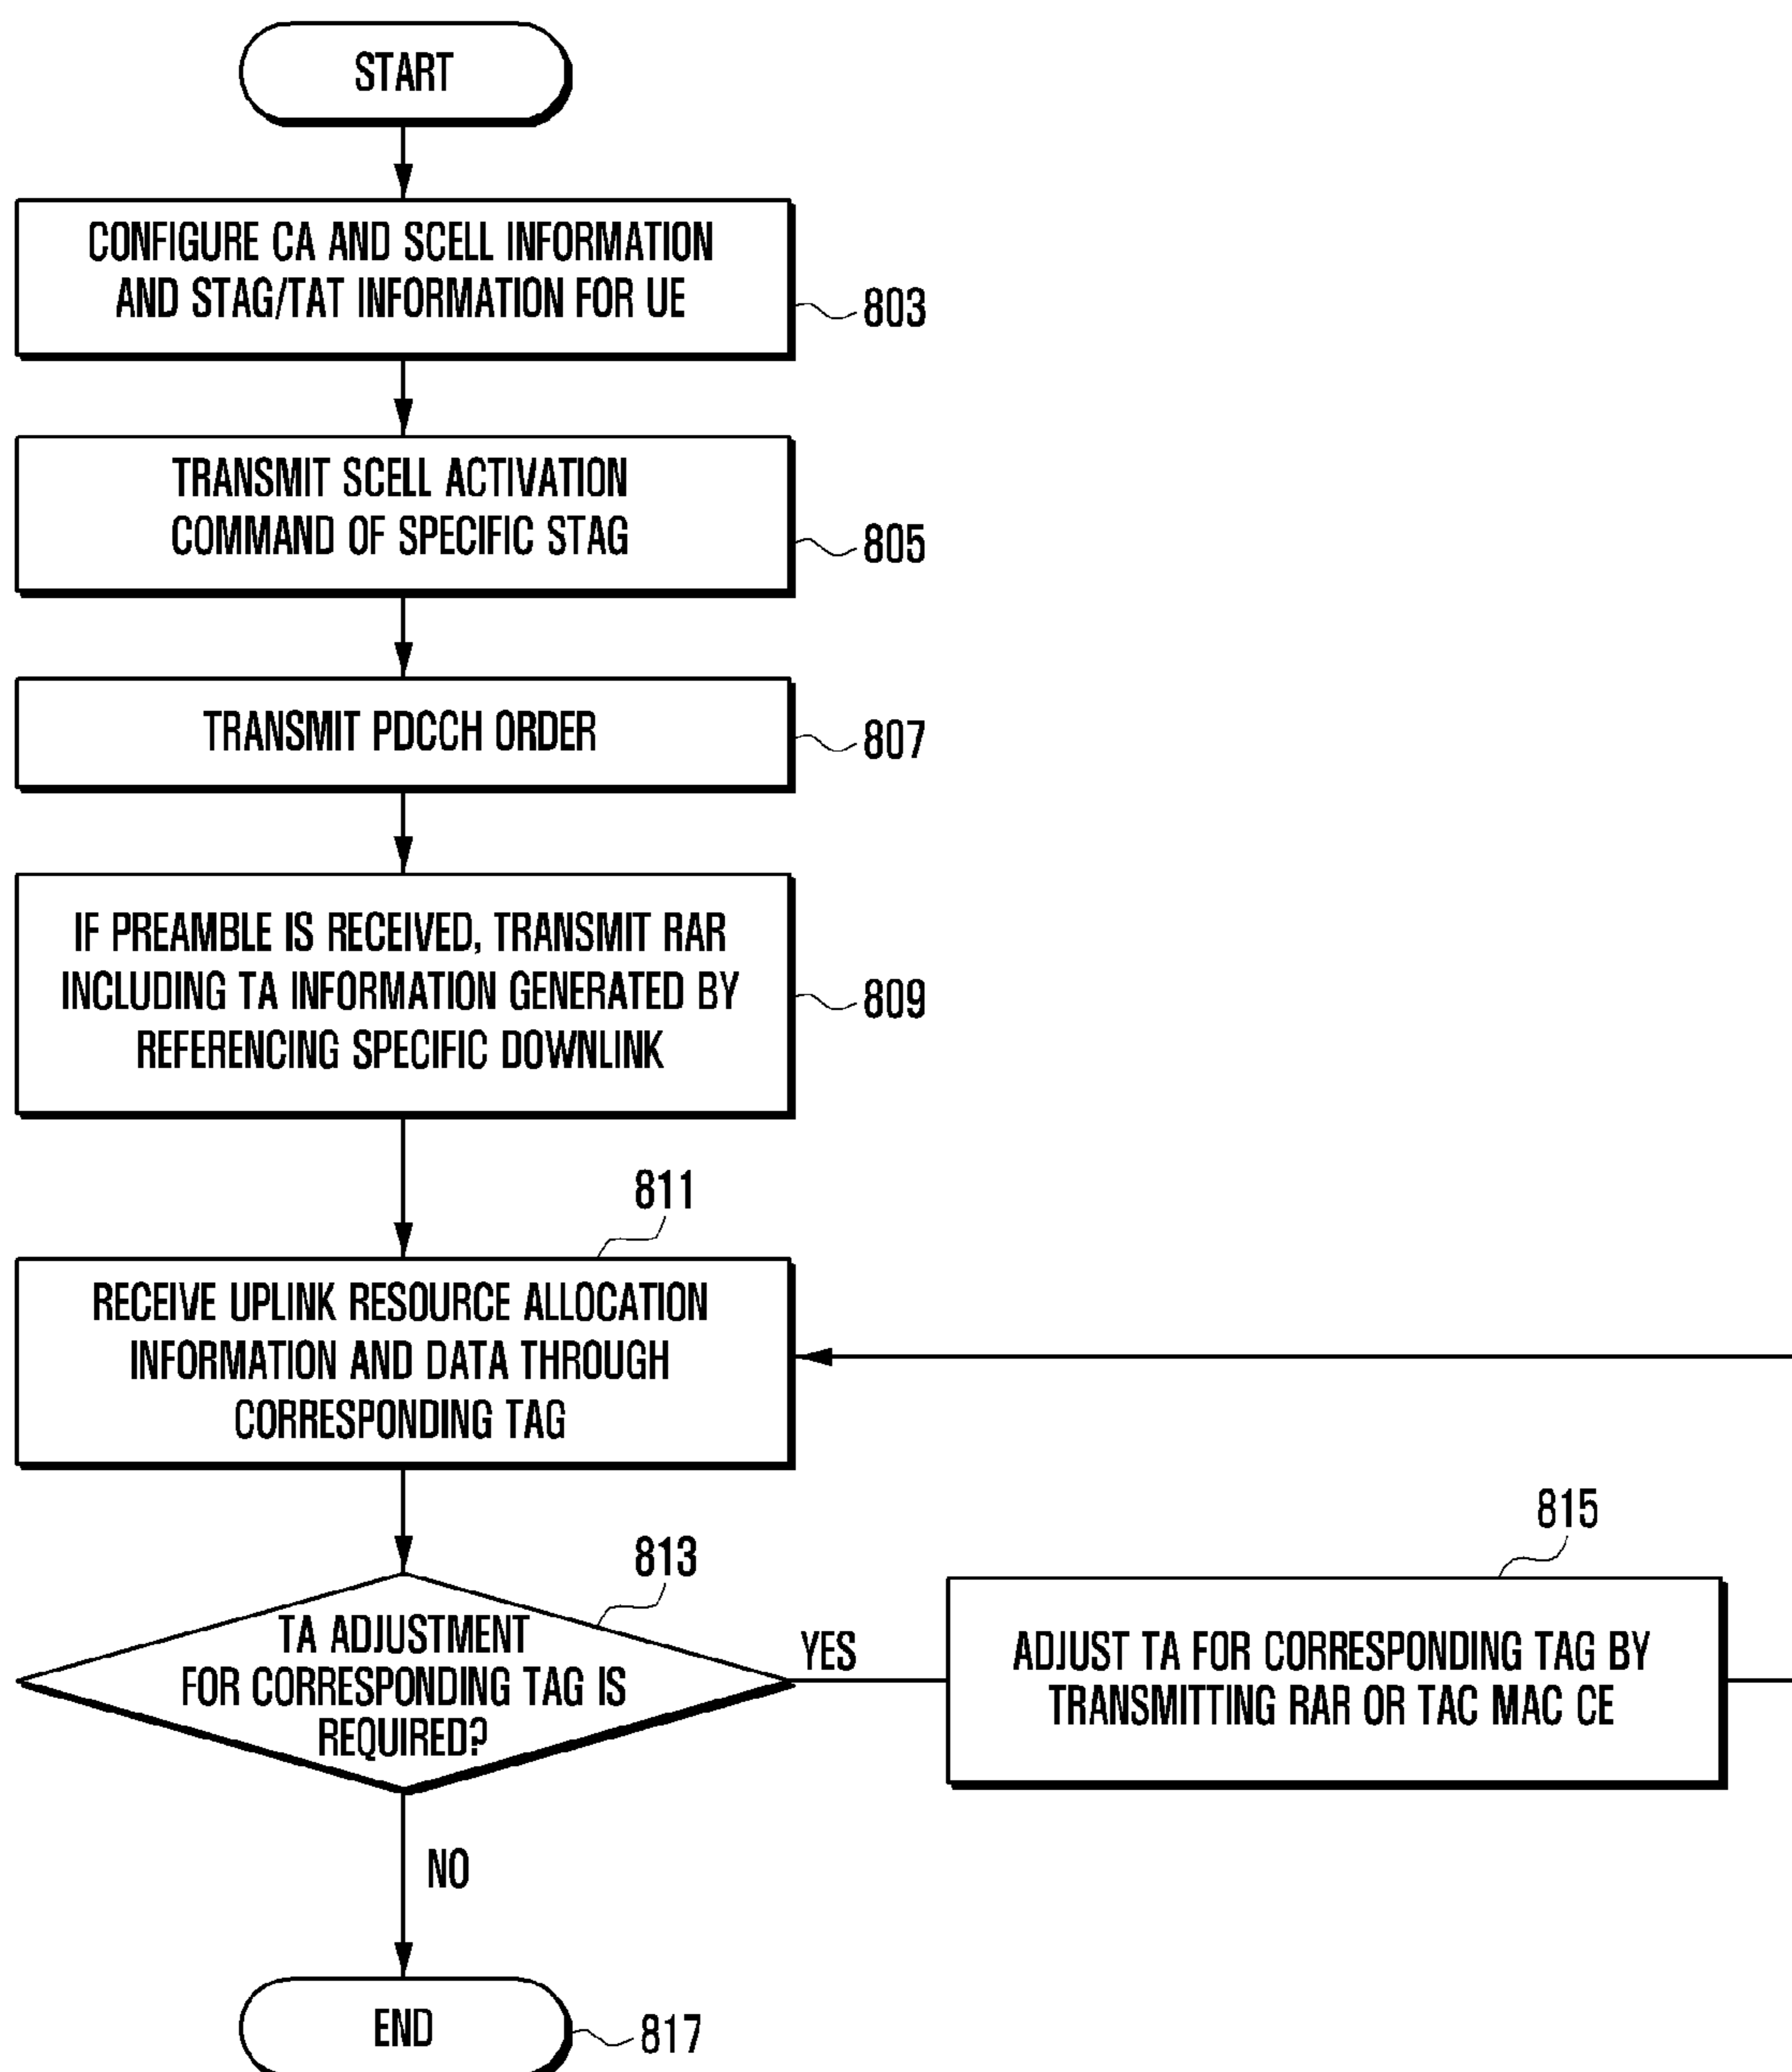 START
CONFIGURE CA AND SCELL INFORMATION
AND STAG/TAT INFORMATION FOR UE
803
TRANSMIT SCELL ACTIVATION
COMMAND OF SPECIFIC STAG
805
TRANSMIT PDCCH ORDER
807
IF PREAMBLE IS RECEIVED, TRANSMIT RAR
INCLUDING TA INFORMATION GENERATED BY
REFERENCING SPECIFIC DOWNLINK
809
811
RECEIVE UPLINK RESOURCE ALLOCATION
INFORMATION AND DATA THROUGH
CORRESPONDING TAG
813
TA ADJUSTMENT
FOR CORRESPONDING TAG IS
REQUIRED?
YES
815
ADJUST TA FOR CORRESPONDING TAG BY
TRANSMITTING RAR OR TAC MAC CE
NO
END
817